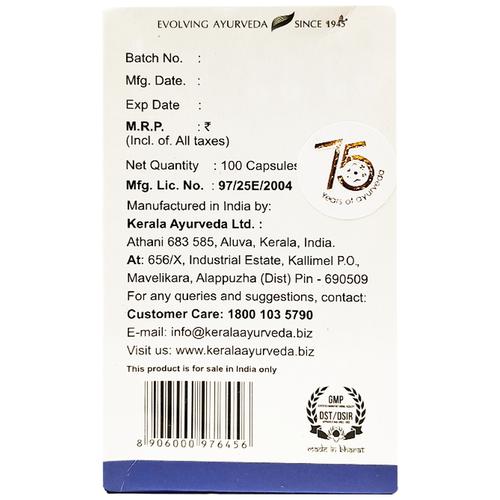 EVOLVING AYURVEDA SINCE 1945
Batch No. :
Mfg. Date. :
Exp Date :
M.R.P. : ₹
(Incl. of. All taxes)
Net Quantity : 100 Capsules
75
Years of ayurveda
Mfg. Lic. No. : 97/25E/2004
Manufactured in India by:
Kerala Ayurveda Ltd. :
Athani 683 585, Aluva, Kerala, India.
At: 656/X, Industrial Estate, Kallimel P.O.,
Mavelikara, Alappuzha (Dist) Pin - 690509
For any queries and suggestions, contact:
Customer Care: 1800 103 5790
E-mail: info@keralaayurveda.biz
Visit us: www.keralaayurveda.biz
This product is for sale in India only
8 906000 976456
GMP
DST/DSIR
made in bharat